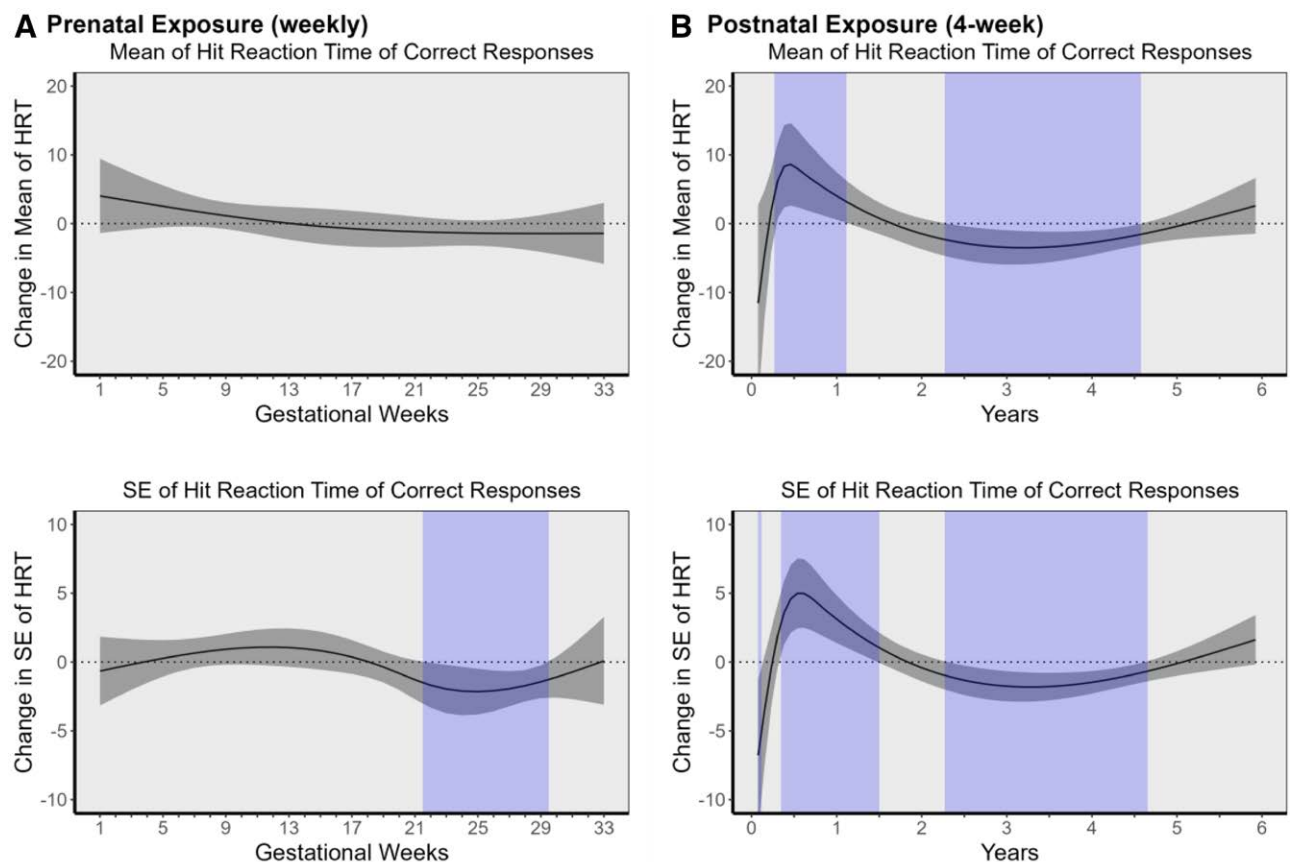 A Prenatal Exposure (weekly)
Mean of Hit Reaction Time of Correct Responses
Change in Mean of HRT
20
10
0
-10
-20
1 5 9 13 17 21 25 29 33
Gestational Weeks
B Postnatal Exposure (4-week)
Mean of Hit Reaction Time of Correct Responses
Change in Mean of HRT
20
10
0
-10
-20
0 1 2 3 4 5 6
Years
SE of Hit Reaction Time of Correct Responses
Change in SE of HRT
10
5
0
-5
-10
1 5 9 13 17 21 25 29 33
Gestational Weeks
SE of Hit Reaction Time of Correct Responses
Change in SE of HRT
10
5
0
-5
-10
0 1 2 3 4 5 6
Years